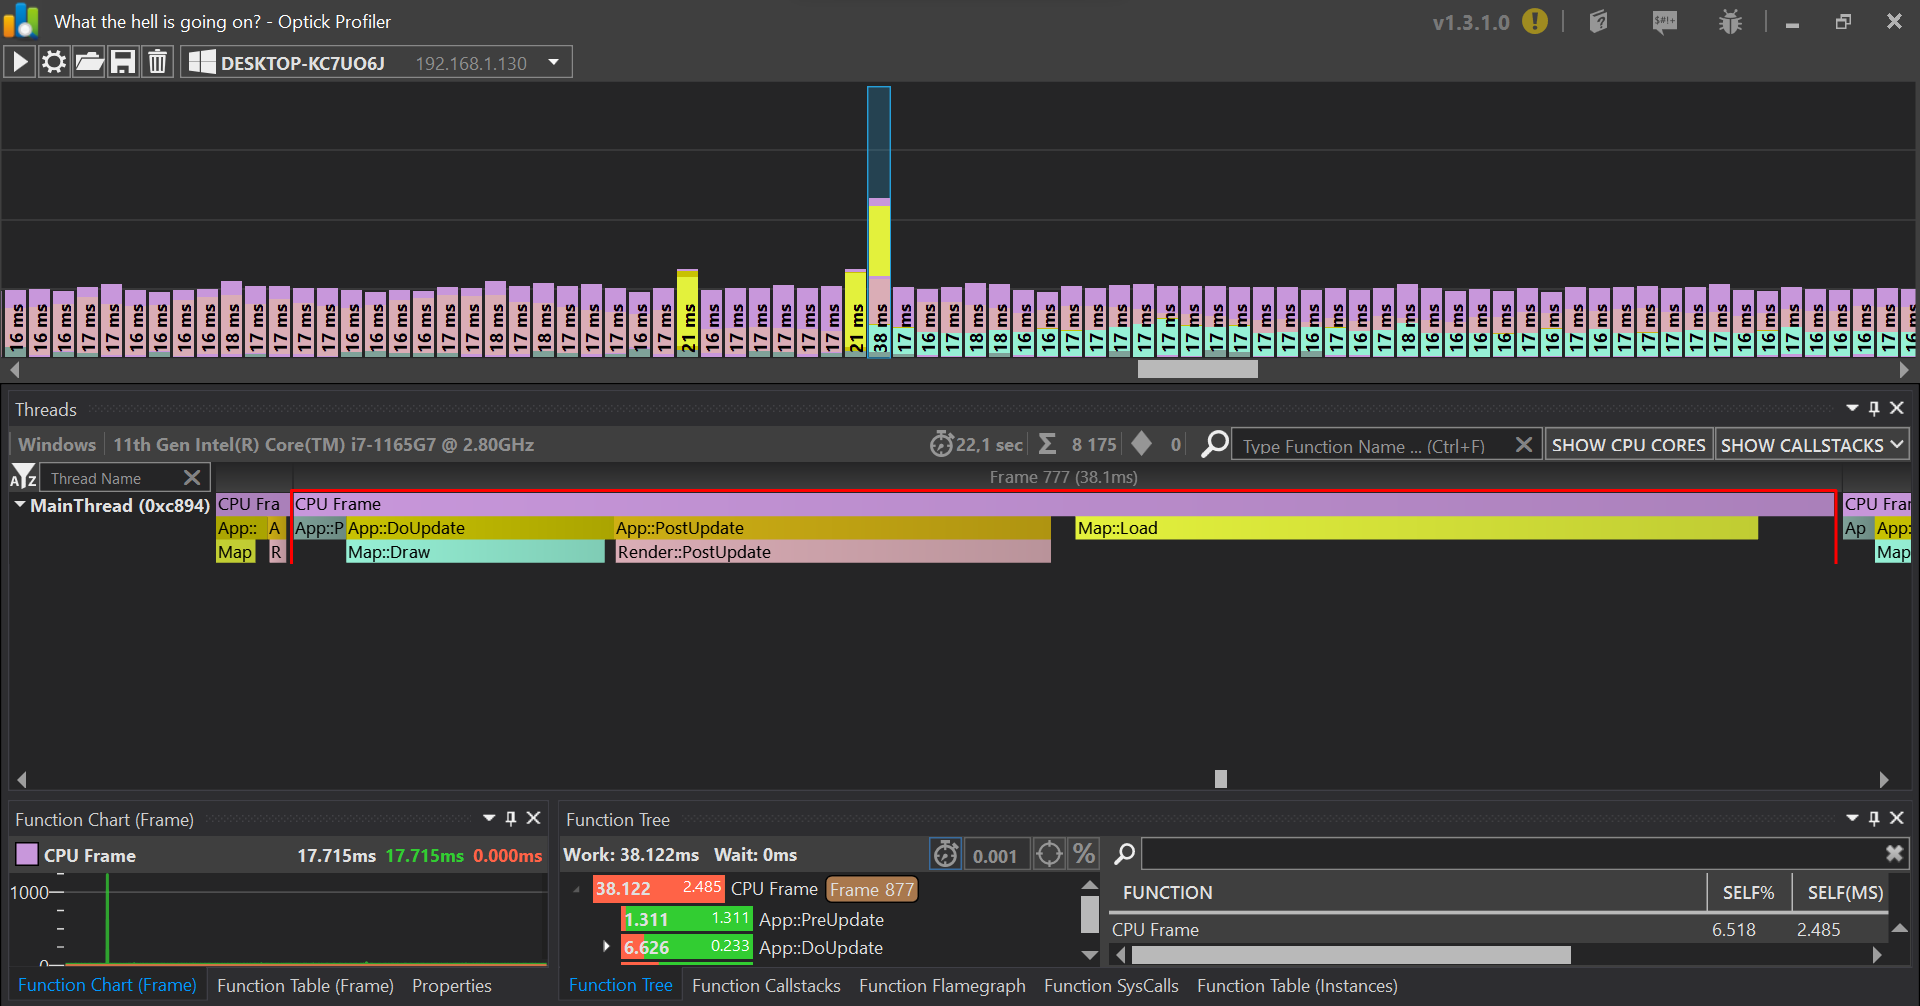 What the hell is going on? - Optick Profiler
v1.3.1.0
DESKTOP-KC7UO6J 192.168.1.130
16 ms 16 ms 16 ms 17 ms 17 ms 16 ms 16 ms 16 ms 16 ms 18 ms 17 ms 17 ms 17 ms 17 ms 16 ms 16 ms 16 ms 16 ms 17 ms 17 ms 18 ms 17 ms 18 ms 17 ms 17 ms 17 ms 16 ms 17 ms 21 ms 16 ms 17 ms 17 ms 17 ms 17 ms 17 ms 21 ms 38 ms 17 ms 16 ms 17 ms 18 ms 18 ms 16 ms 16 ms 17 ms 17 ms 17 ms 17 ms 17 ms 17 ms 17 ms 17 ms 17 ms 17 ms 16 ms 17 ms 16 ms 17 ms 18 ms 17 ms 16 ms 16 ms 16 ms 17 ms 16 ms 17 ms 17 ms 17 ms 17 ms 17 ms 17 ms 17 ms 16 ms 16 ms 17 ms 16 ms 16 ms 16 ms 17 ms
Threads
Windows 11th Gen Intel(R) Core(TM) i7-1165G7 @ 2.80GHz 22,1 sec Σ 8 175 0 Type Function Name ... (Ctrl+F) SHOW CPU CORES SHOW CALLSTACKS
AZ Thread Name Frame 777 (38.1ms)
MainThread (0xc894) CPU Fra CPU Frame CPU Fran
App:: A App::P App::DoUpdate App::PostUpdate Map::Load Ap App:
Map R Map::Draw Render::PostUpdate Map
Function Chart (Frame)
CPU Frame 17.715ms 17.715ms 0.000ms
1000
0
Function Chart (Frame) Function Table (Frame) Properties
Function Tree
Work: 38.122ms Wait: 0ms 0.001 %
38.122 2.485 CPU Frame Frame 877
1.311 1.311 App::PreUpdate
6.626 0.233 App::DoUpdate
FUNCTION SELF% SELF(MS)
CPU Frame 6.518 2.485
Function Tree Function Callstacks Function Flamegraph Function SysCalls Function Table (Instances)